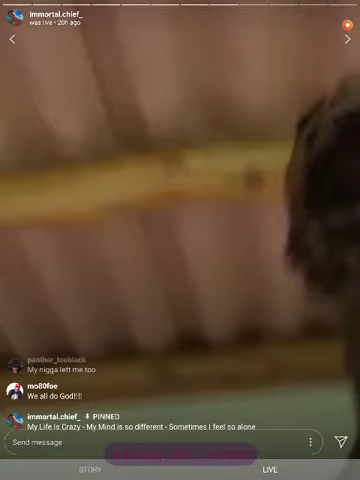 immortal.chief_
was live • 20h ago
panther_tooblack
My nigga left me too
mo80foe
We all do God!!!!
immortal.chief_ PINNED
My Life Is Crazy - My Mind is so different - Sometimes I feel so alone
Send message
STORY
LIVE